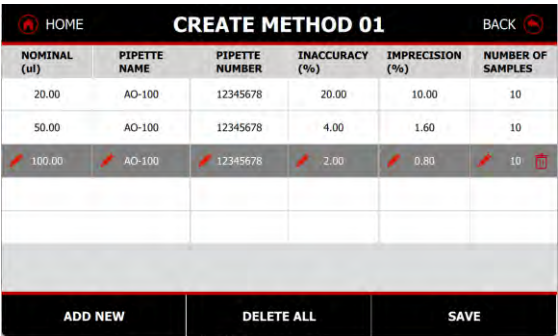 HOME CREATE METHOD 01 BACK
NOMINAL (ul) PIPETTE NAME PIPETTE NUMBER INACCURACY (%) IMPRECISION (%) NUMBER OF SAMPLES
20.00 AO-100 12345678 20.00 10.00 10
50.00 AO-100 12345678 4.00 1.60 10
100.00 AO-100 12345678 2.00 0.80 10
ADD NEW DELETE ALL SAVE